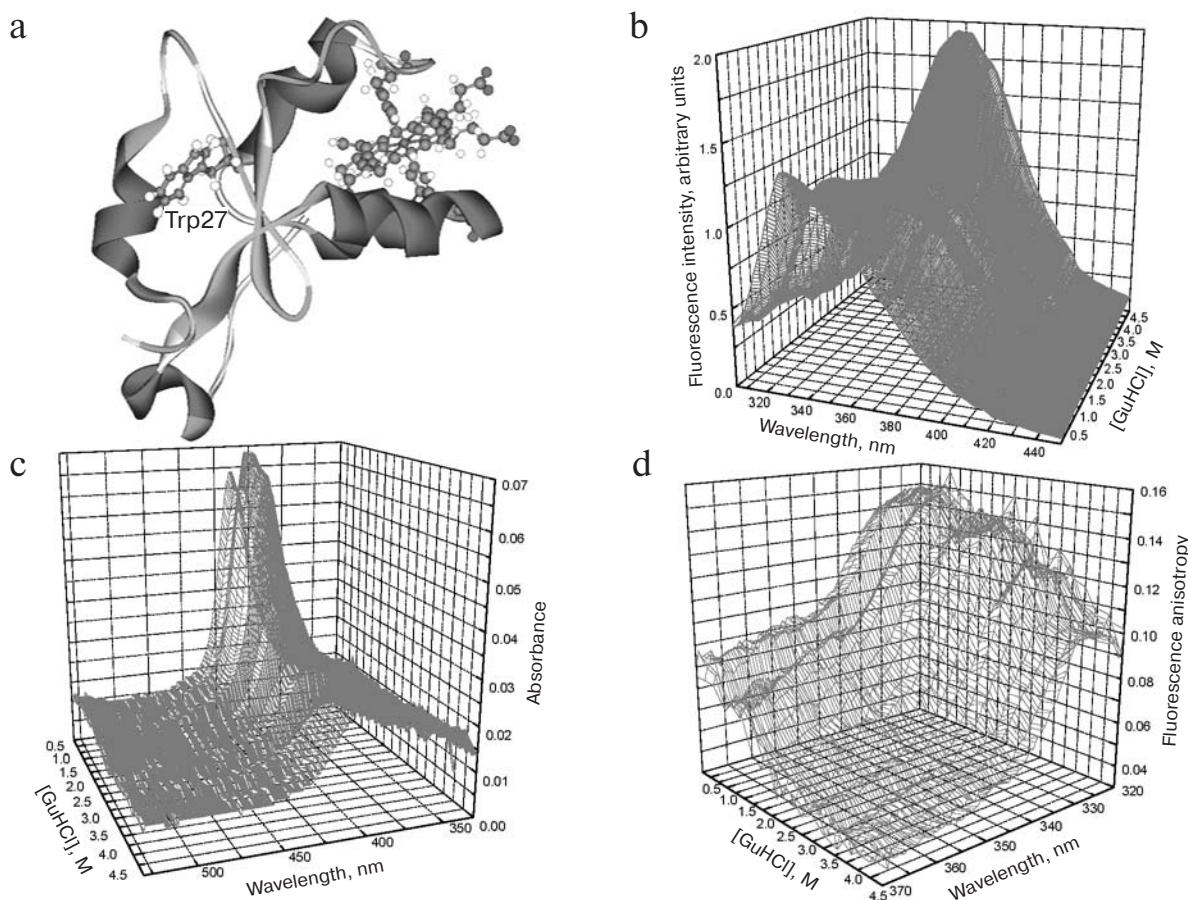 a
Trp27
b
Fluorescence intensity, arbitrary units
2.0
1.5
1.0
0.5
0.0
320 340 360 380 400 420 440
Wavelength, nm
4.5
4.0
3.5
3.0
2.5
2.0
1.5
1.0
0.5
[GuHCl], M
c
0.07
0.06
0.05
0.04
0.03
0.02
0.01
0.00
Absorbance
0.5
1.0
1.5
2.0
2.5
3.0
3.5
4.0
4.5
[GuHCl], M
500 450 400 350
Wavelength, nm
d
0.16
0.14
0.12
0.10
0.08
0.06
0.04
Fluorescence anisotropy
0.5
1.0
1.5
2.0
2.5
3.0
3.5
4.0
4.5
[GuHCl], M
370 360 350 340 330 320
Wavelength, nm